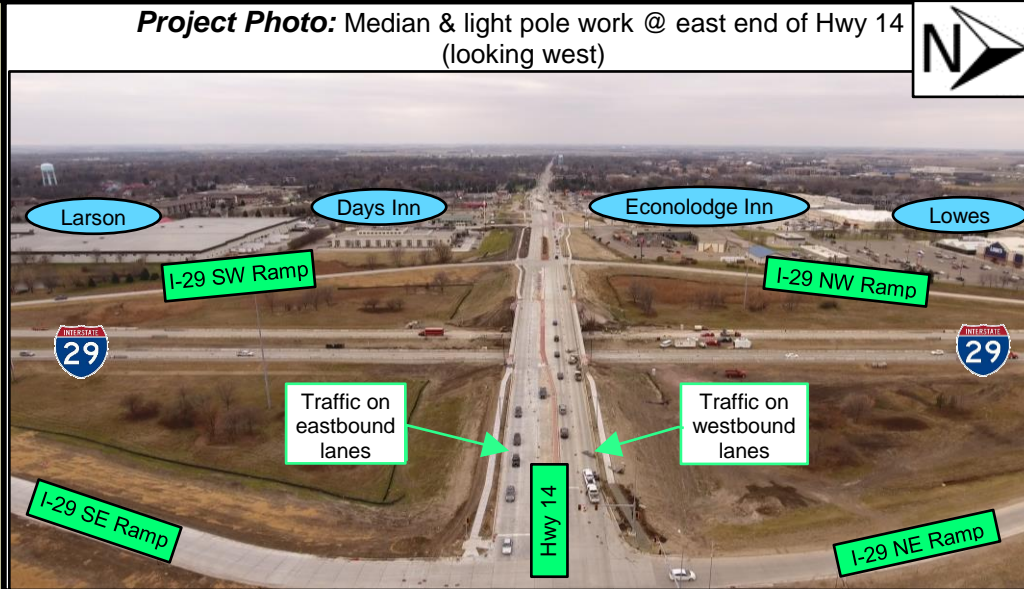 Project Photo: Median & light pole work @ east end of Hwy 14
(looking west)
N
Larson
Days Inn
Econolodge Inn
Lowes
I-29 SW Ramp
I-29 NW Ramp
INTERSTATE
29
INTERSTATE
29
Traffic on
eastbound
lanes
Traffic on
westbound
lanes
Hwy 14
I-29 SE Ramp
I-29 NE Ramp